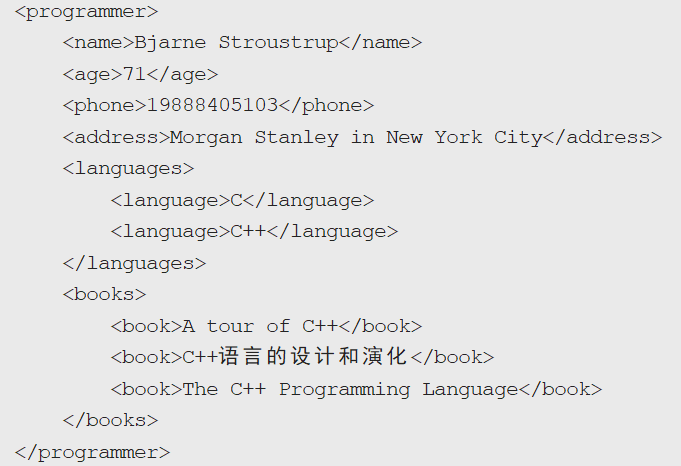 <programmer>
    <name>Bjarne Stroustrup</name>
    <age>71</age>
    <phone>19888405103</phone>
    <address>Morgan Stanley in New York City</address>
    <languages>
        <language>C</language>
        <language>C++</language>
    </languages>
    <books>
        <book>A tour of C++</book>
        <book>C++语言的设计和演化</book>
        <book>The C++ Programming Language</book>
    </books>
</programmer>